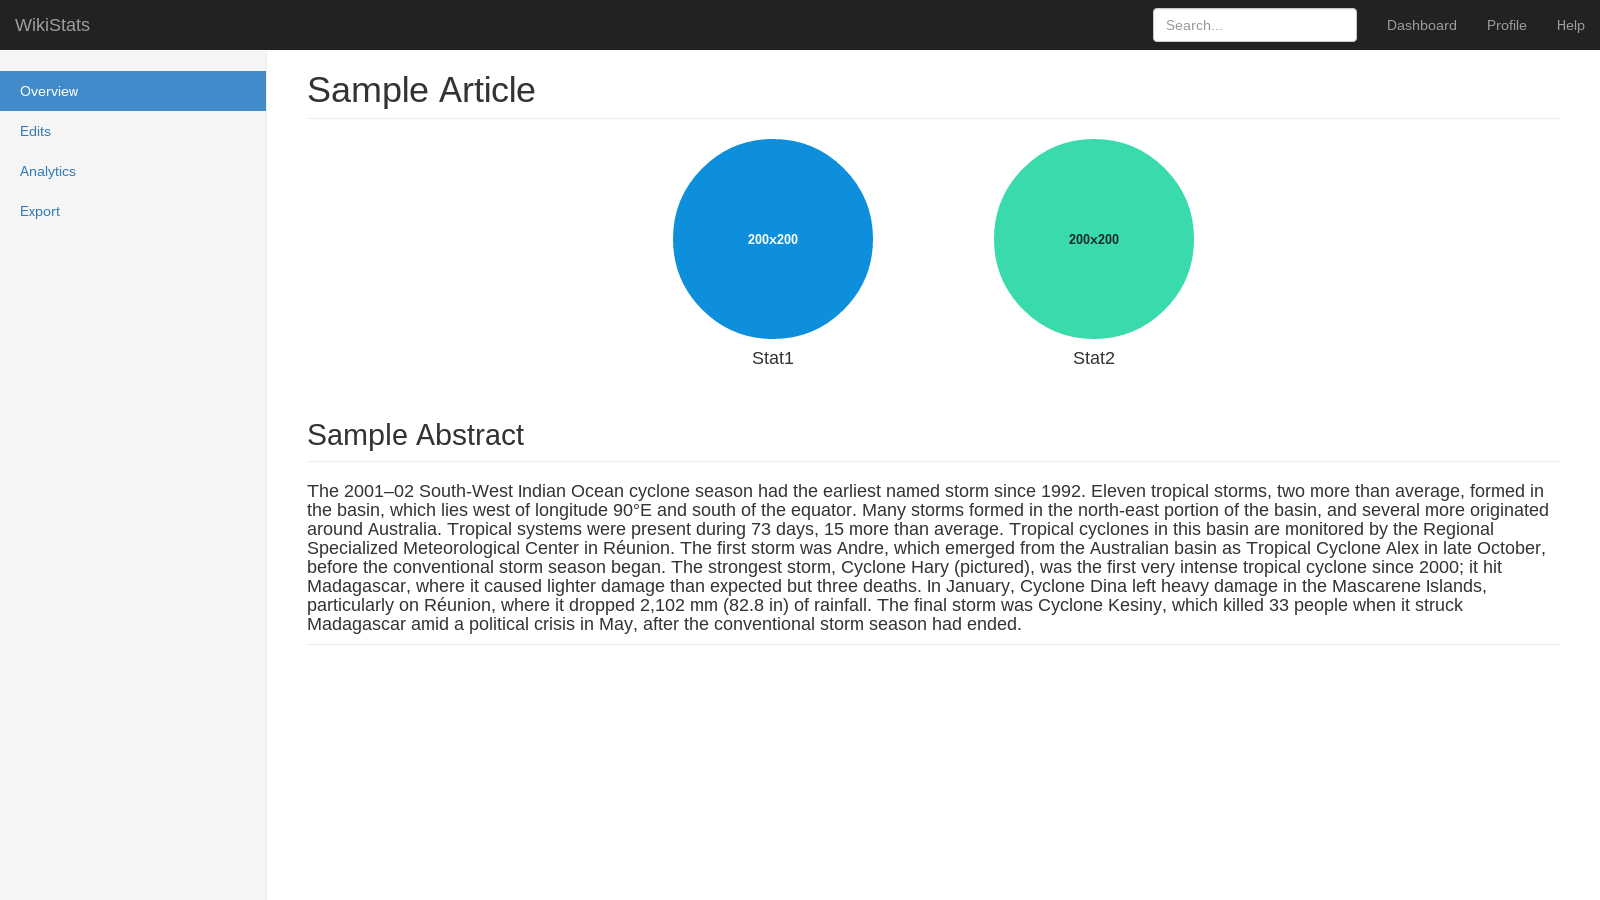 WikiStats
Search...
Dashboard
Profile
Help
Overview
Edits
Analytics
Export
Sample Article
200x200
200x200
Stat1
Stat2
Sample Abstract
The 2001–02 South-West Indian Ocean cyclone season had the earliest named storm since 1992. Eleven tropical storms, two more than average, formed in
the basin, which lies west of longitude 90°E and south of the equator. Many storms formed in the north-east portion of the basin, and several more originated
around Australia. Tropical systems were present during 73 days, 15 more than average. Tropical cyclones in this basin are monitored by the Regional
Specialized Meteorological Center in Réunion. The first storm was Andre, which emerged from the Australian basin as Tropical Cyclone Alex in late October,
before the conventional storm season began. The strongest storm, Cyclone Hary (pictured), was the first very intense tropical cyclone since 2000; it hit
Madagascar, where it caused lighter damage than expected but three deaths. In January, Cyclone Dina left heavy damage in the Mascarene Islands,
particularly on Réunion, where it dropped 2,102 mm (82.8 in) of rainfall. The final storm was Cyclone Kesiny, which killed 33 people when it struck
Madagascar amid a political crisis in May, after the conventional storm season had ended.